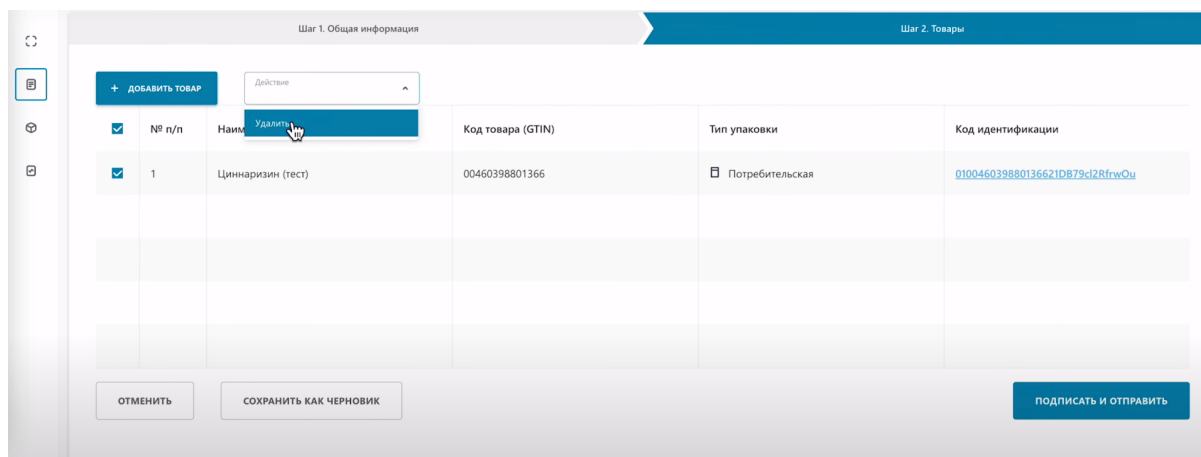 Шаг 1. Общая информация
Шаг 2. Товары
+ ДОБАВИТЬ ТОВАР
Действие
Удалить
№ п/п
Наим
Код товара (GTIN)
Тип упаковки
Код идентификации
1
Циннаризин (тест)
00460398801366
Потребительская
010046039880136621DB79cI2RfrwOu
ОТМЕНИТЬ
СОХРАНИТЬ КАК ЧЕРНОВИК
ПОДПИСАТЬ И ОТПРАВИТЬ